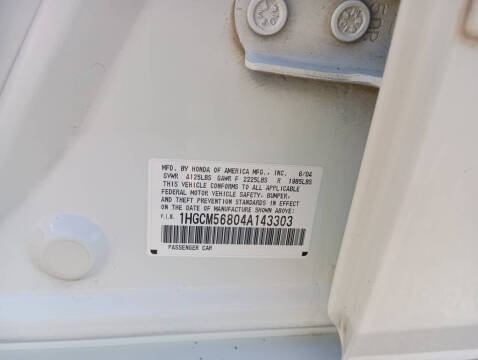 FOR
MFD. BY HONDA OF AMERICA MFG., INC. 6/04
GVWR 4125LBS GAWR F 2225LBS R 1985LBS
THIS VEHICLE CONFORMS TO ALL APPLICABLE
FEDERAL MOTOR VEHICLE SAFETY, BUMPER,
AND THEFT PREVENTION STANDARDS IN EFFECT
ON THE DATE OF MANUFACTURE SHOWN ABOVE:
V.I.N. 1HGCM56804A143303
PASSENGER CAR